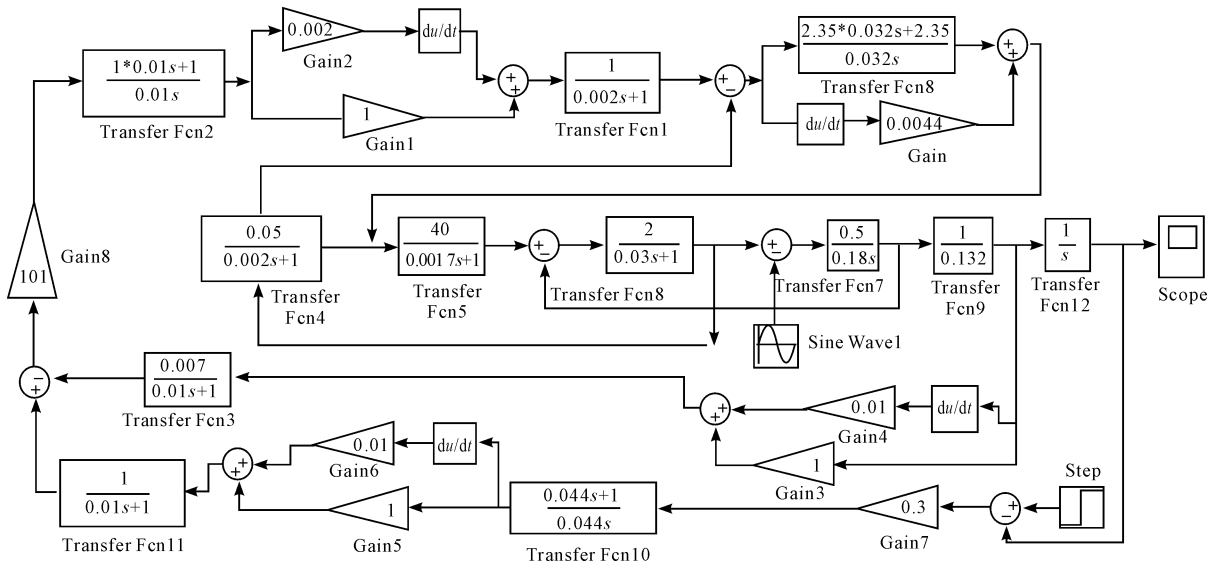 1*0.01s+1
0.01s
Transfer Fcn2
0.002
Gain2
du/dt
1
Gain1
+
+
1
0.002s+1
Transfer Fcn1
+
−
2.35*0.032s+2.35
0.032s
Transfer Fcn8
du/dt
0.0044
Gain
+
+
101
Gain8
0.05
0.002s+1
Transfer
Fcn4
40
0.0017s+1
Transfer
Fcn5
+
−
2
0.03s+1
Transfer Fcn8
+
−
0.5
0.18s
Transfer Fcn7
1
0.132
Transfer
Fcn9
1
s
Transfer
Fcn12
Scope
Sine Wave1
−
+
0.007
0.01s+1
Transfer Fcn3
+
+
0.01
Gain4
du/dt
1
Gain3
1
0.01s+1
Transfer Fcn11
+
+
0.01
Gain6
du/dt
1
Gain5
0.044s+1
0.044s
Transfer Fcn10
0.3
Gain7
+
−
Step